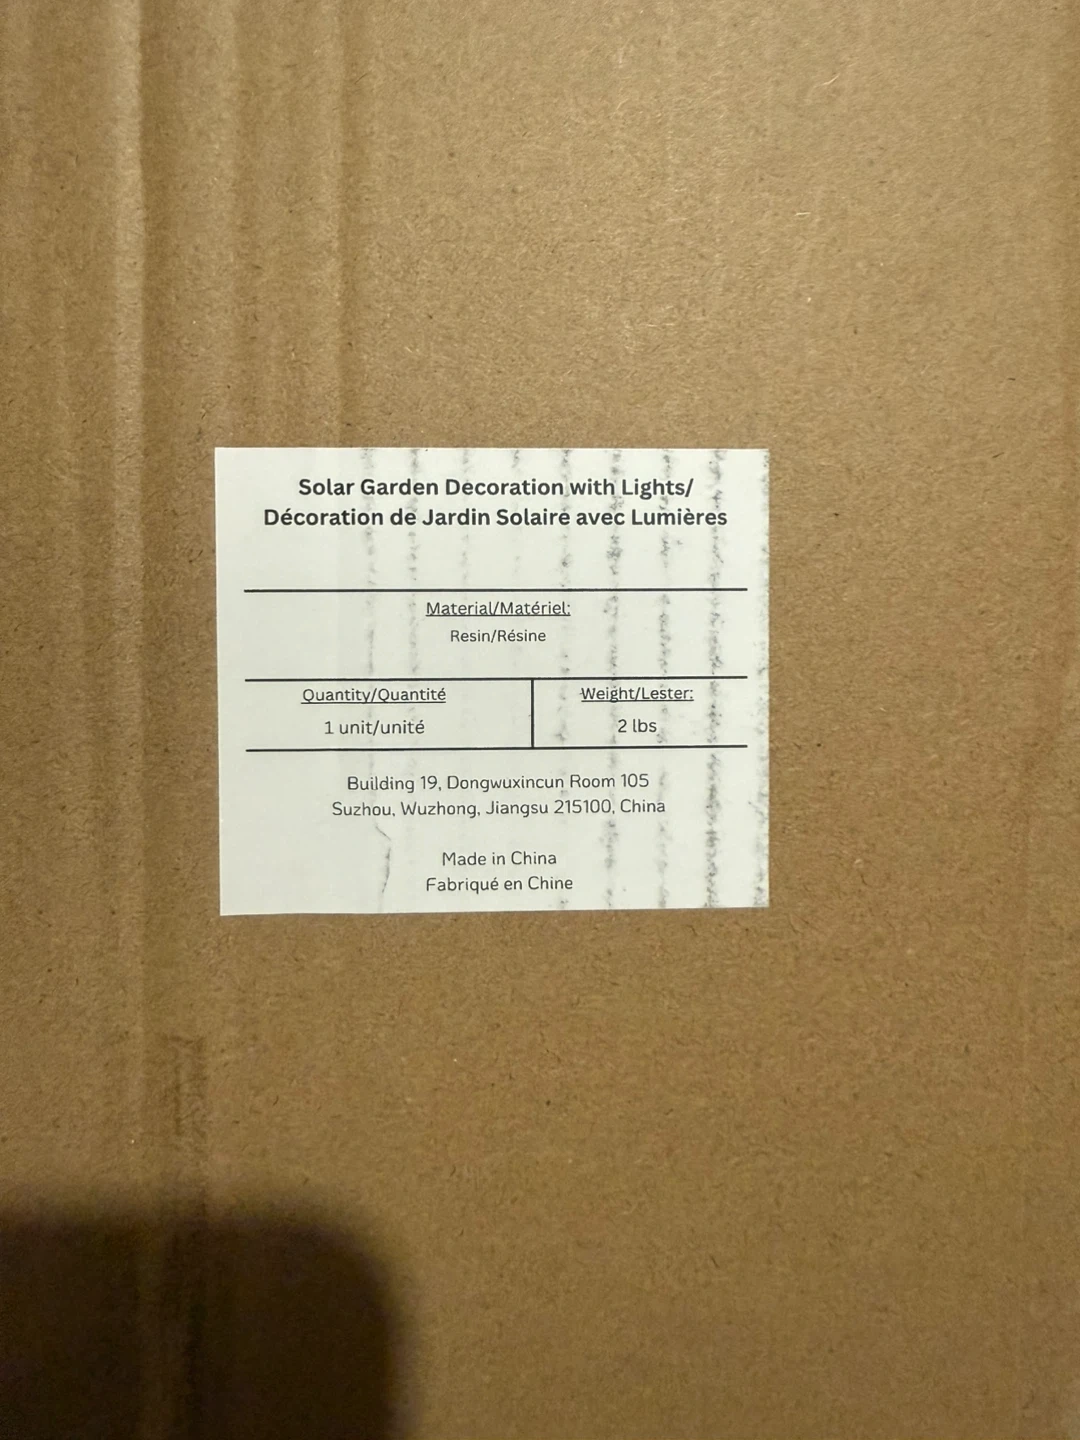 Solar Garden Decoration with Lights/
Décoration de Jardin Solaire avec Lumières
Material/Matériel:
Resin/Résine
Quantity/Quantité
1 unit/unité
Weight/Lester:
2 lbs
Building 19, Dongwuxincun Room 105
Suzhou, Wuzhong, Jiangsu 215100, China
Made in China
Fabriqué en Chine